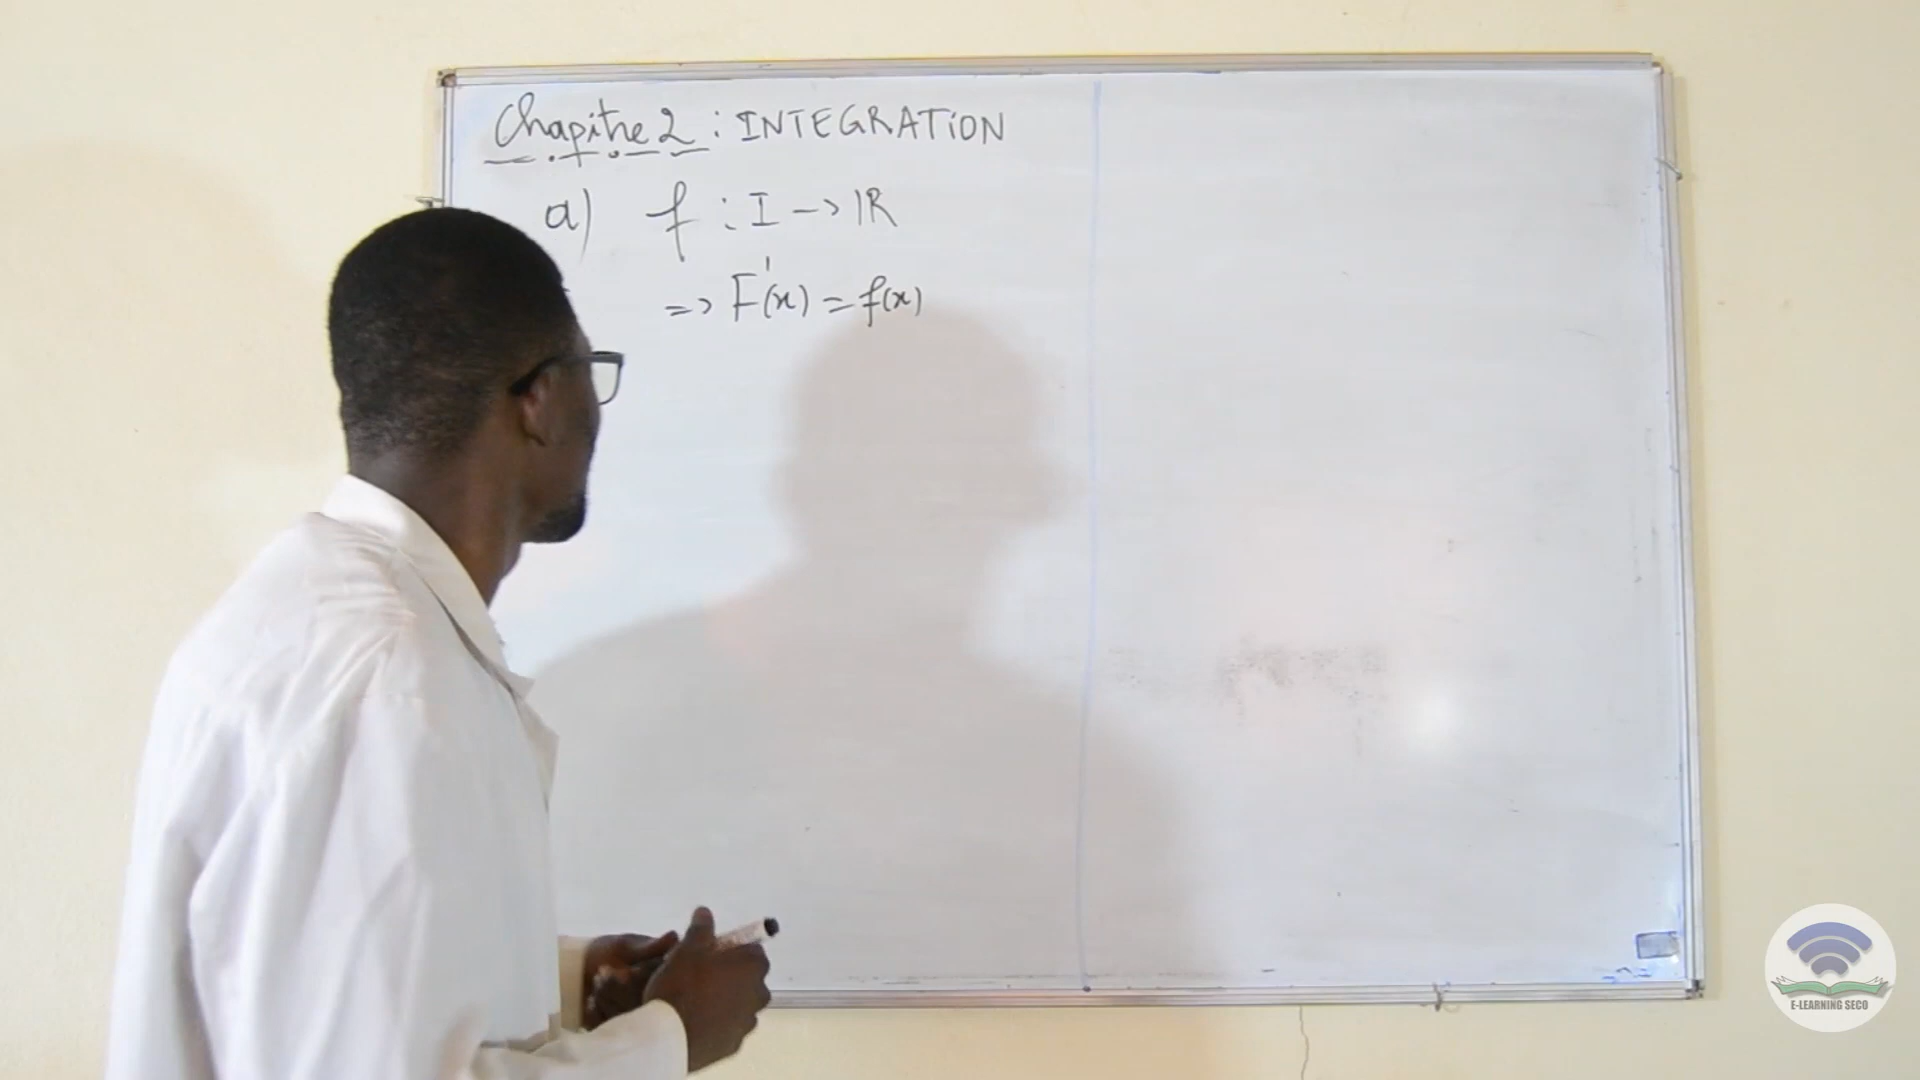 Chapitre 2 : INTEGRATION
a) f : I -> IR
=> F'(x) = f(x)
E-LEARNING SECO